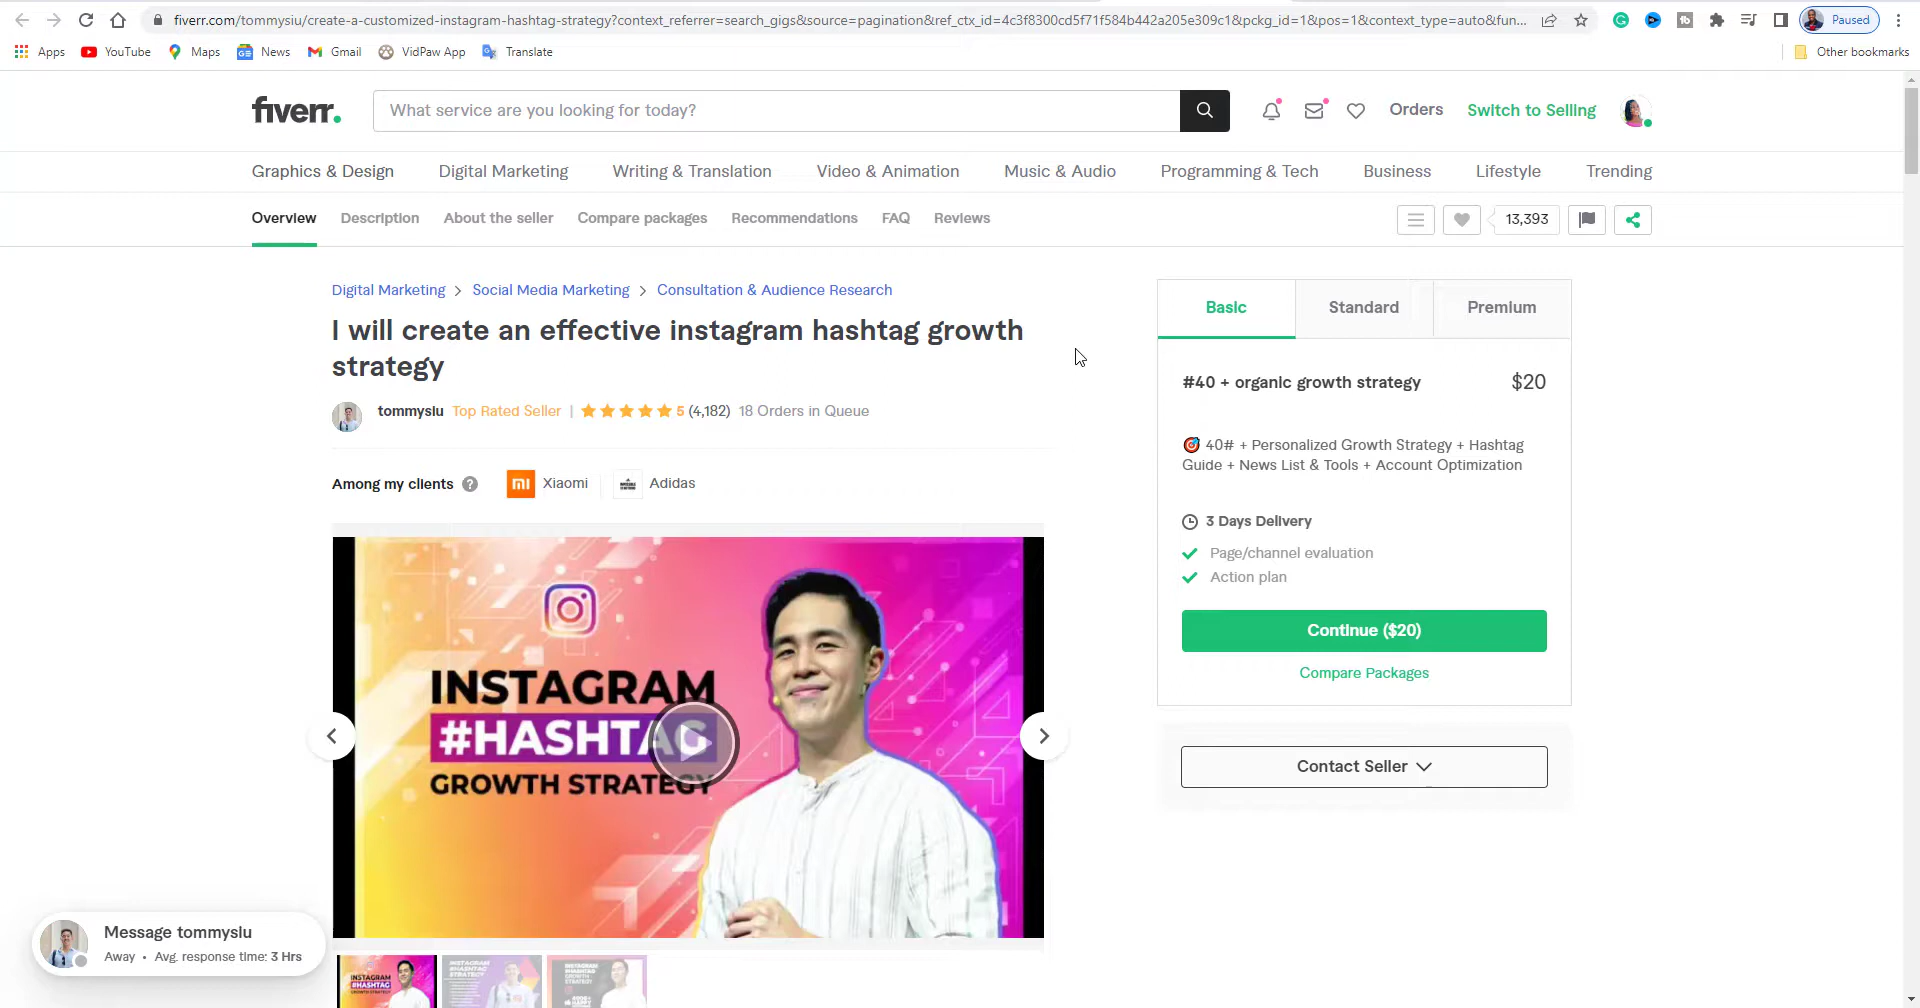 fiverr.com/tommysiu/create-a-customized-instagram-hashtag-strategy?context_referrer=search_gigs&source=pagination&ref_ctx_id=4c3f8300cd5f71f584b442a205e309c1&pckg_id=1&pos=1&context_type=auto&fun...
Paused
Apps
YouTube
Maps
News
Gmail
VidPaw App
Translate
Other bookmarks
fiverr.
What service are you looking for today?
Orders
Switch to Selling
Graphics & Design
Digital Marketing
Writing & Translation
Video & Animation
Music & Audio
Programming & Tech
Business
Lifestyle
Trending
Overview
Description
About the seller
Compare packages
Recommendations
FAQ
Reviews
13,393
Digital Marketing > Social Media Marketing > Consultation & Audience Research
I will create an effective instagram hashtag growth
strategy
tommysiu Top Rated Seller | 5 (4,182) 18 Orders in Queue
Among my clients ?
mi Xiaomi
Adidas
INSTAGRAM
#HASHTAG
GROWTH STRATEGY
Basic
Standard
Premium
#40 + organic growth strategy
$20
40# + Personalized Growth Strategy + Hashtag
Guide + News List & Tools + Account Optimization
3 Days Delivery
Page/channel evaluation
Action plan
Continue ($20)
Compare Packages
Contact Seller
Message tommysiu
Away • Avg. response time: 3 Hrs
INSTAGRAM
#HASHTAG
GROWTH STRATEGY